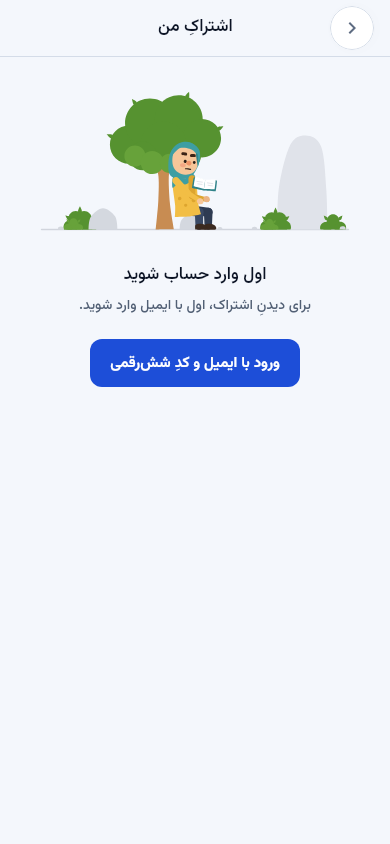 اشتراکِ من
اول وارد حساب شوید
برای دیدنِ اشتراک، اول با ایمیل وارد شوید.
ورود با ایمیل و کدِ شش‌رقمی